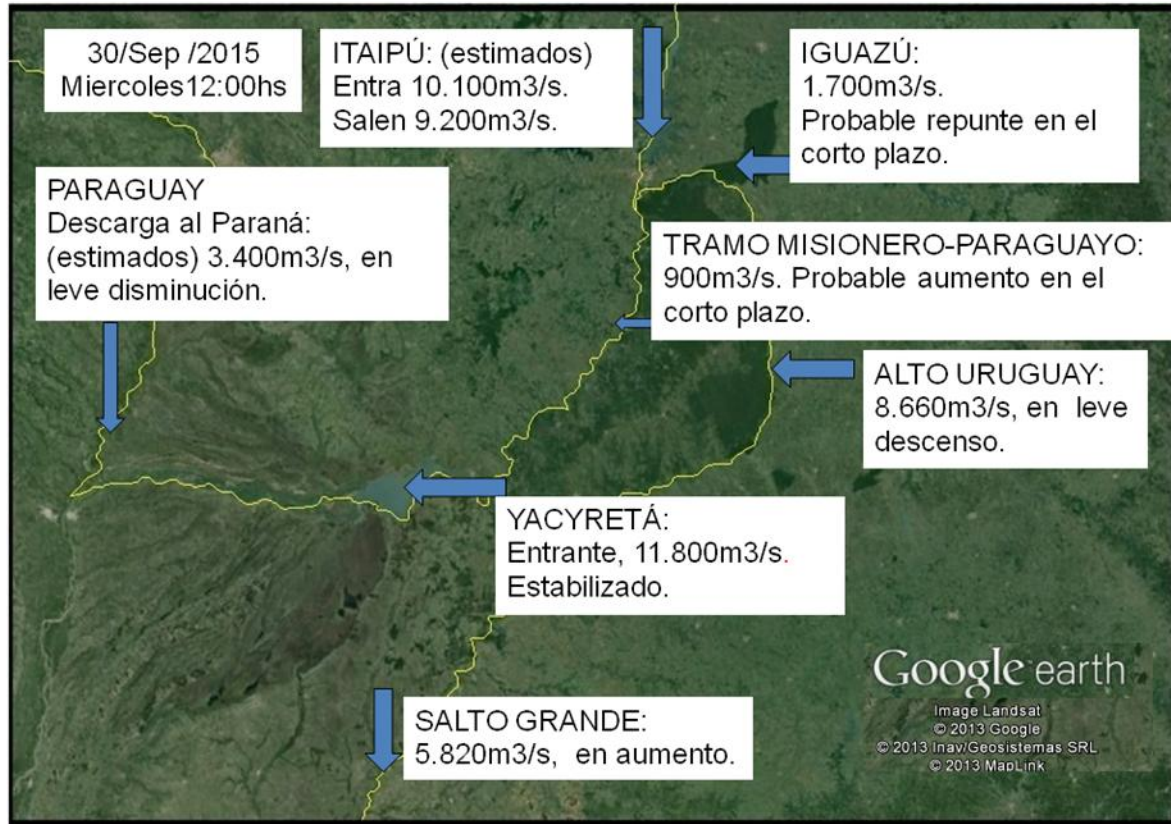 30/Sep /2015
Miercoles12:00hs
ITAIPÚ: (estimados)
Entra 10.100m3/s.
Salen 9.200m3/s.
IGUAZÚ:
1.700m3/s.
Probable repunte en el
corto plazo.
PARAGUAY
Descarga al Paraná:
(estimados) 3.400m3/s, en
leve disminución.
TRAMO MISIONERO-PARAGUAYO:
900m3/s. Probable aumento en el
corto plazo.
ALTO URUGUAY:
8.660m3/s, en  leve
descenso.
YACYRETÁ:
Entrante, 11.800m3/s.
Estabilizado.
SALTO GRANDE:
5.820m3/s,  en aumento.
Google earth
Image Landsat
© 2013 Google
© 2013 Inav/Geosistemas SRL
© 2013 MapLink